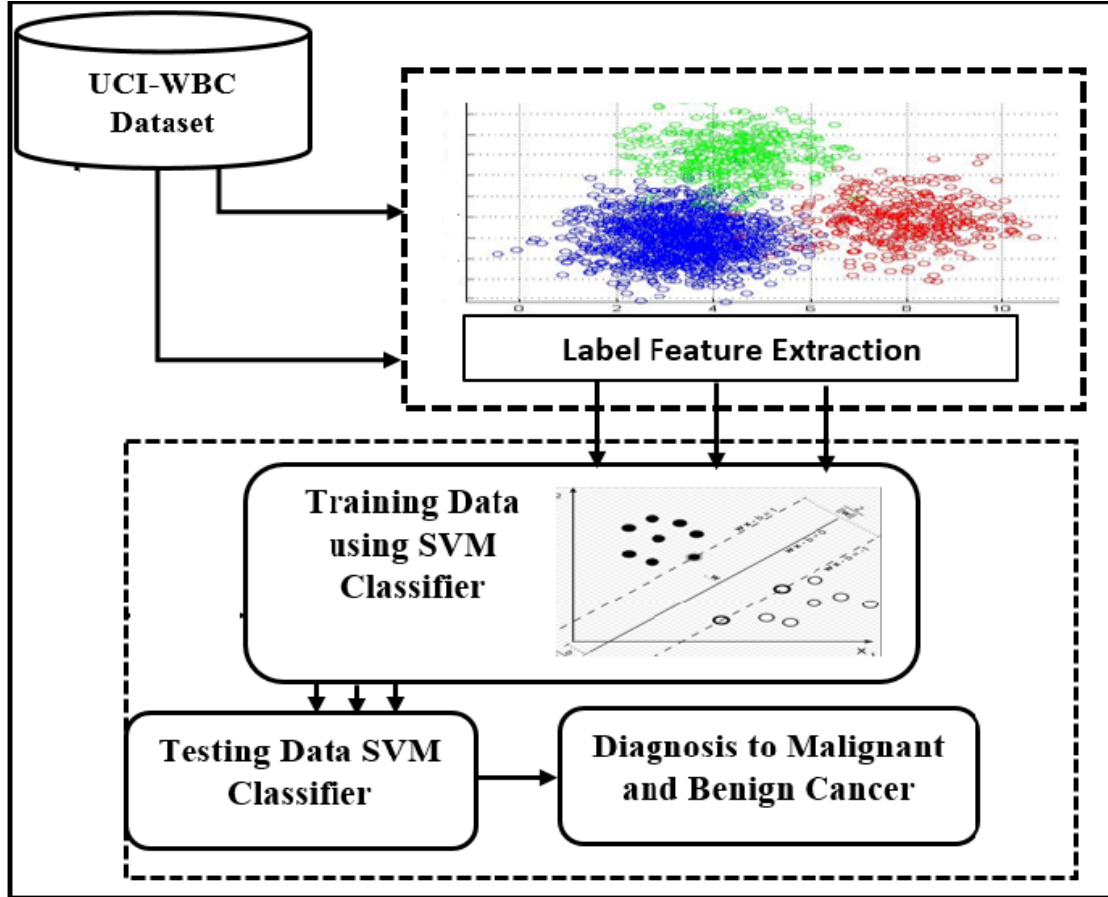 UCI-WBC
Dataset
0 2 4 6 8 10
Label Feature Extraction
Training Data
using SVM
Classifier
Testing Data SVM
Classifier
Diagnosis to Malignant
and Benign Cancer